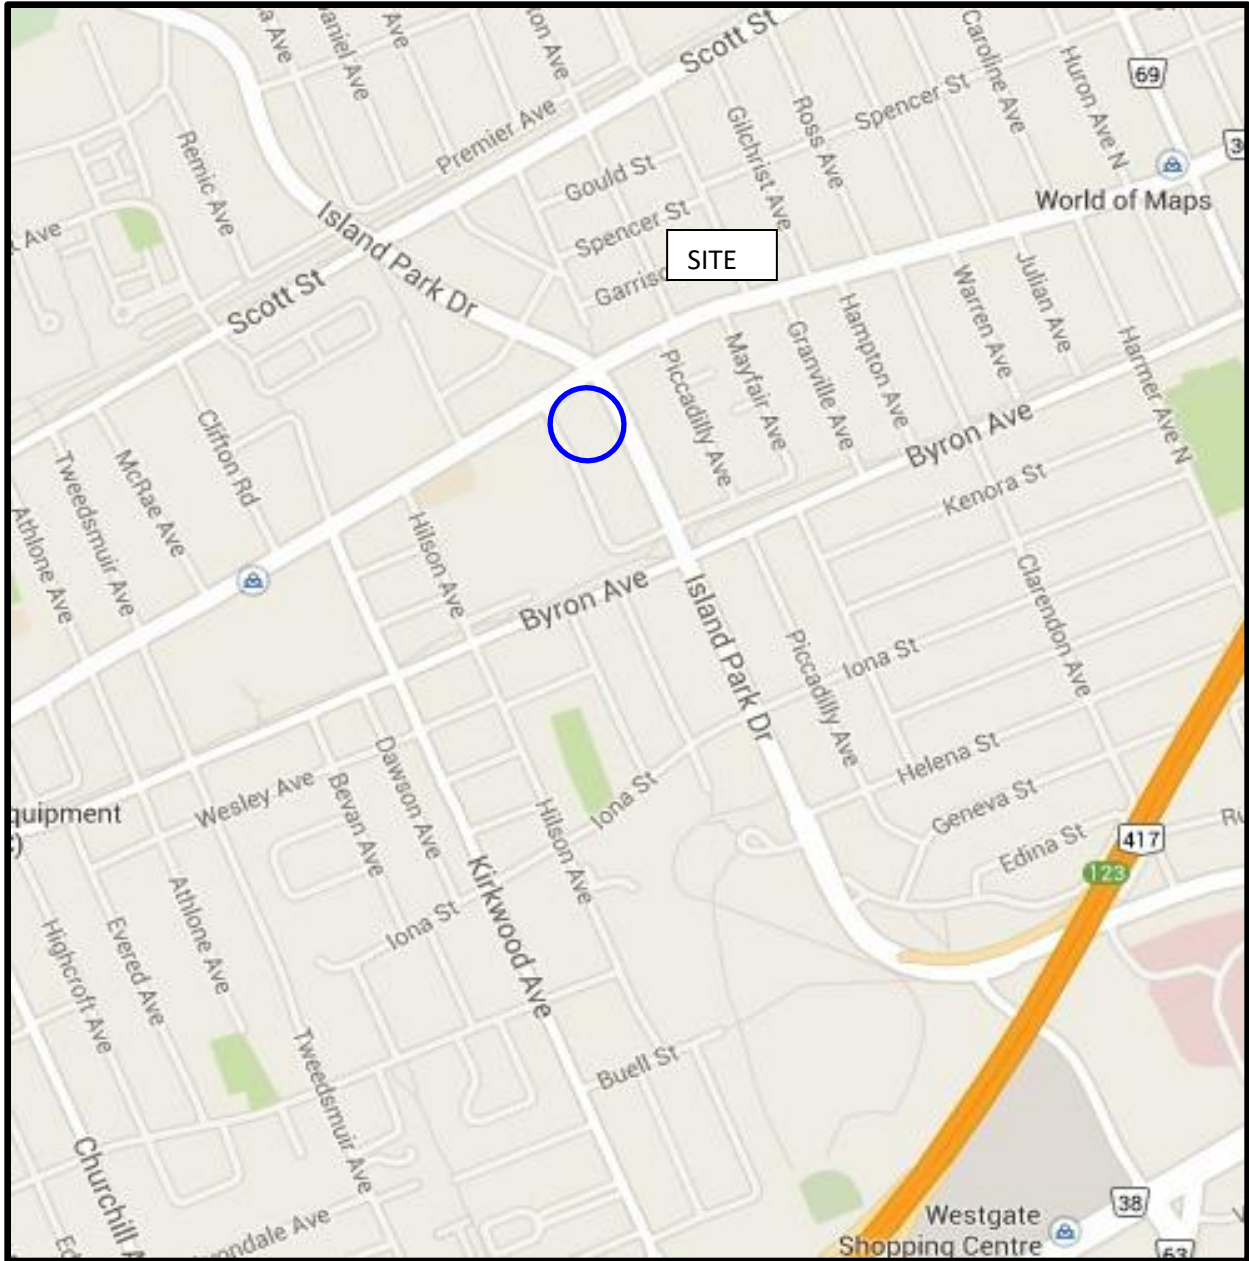 Scott St
Caroline Ave
Huron Ave N
69
Ave
Ave
Premier Ave
Remic Ave
Gould St
Gilchrist Ave
Ross Ave
Spencer St
World of Maps
Ave
Island Park Dr
Spencer St
SITE
Scott St
Piccadilly Ave
Mayfair Ave
Granville Ave
Hampton Ave
Warren Ave
Julian Ave
Harmer Ave N
Byron Ave
Kenora St
Clifton Rd
McRae Ave
Tweedsmuir Ave
Athlone Ave
Hilson Ave
Byron Ave
Island Park Dr
Piccadilly Ave
Iona St
Clarendon Ave
Helena St
Geneva St
Edina St
417
123
quipment
Wesley Ave
Bevan Ave
Dawson Ave
Hilson Ave
Iona St
Kirkwood Ave
Iona St
Athlone Ave
Evered Ave
Highcroft Ave
Tweedsmuir Ave
Buell St
Churchill
Westgate
Shopping Centre
38
63